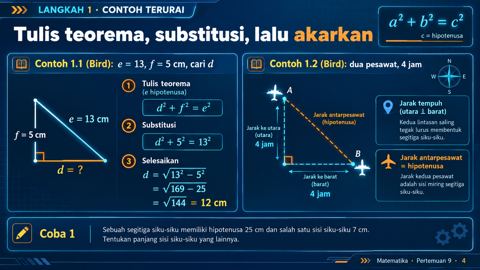 LANGKAH 1 · CONTOH TERURAI
Tulis teorema, substitusi, lalu akarkan
a² + b² = c²
c = hipotenusa
Contoh 1.1 (Bird): e = 13, f = 5 cm, cari d
f = 5 cm
e = 13 cm
d = ?
1 Tulis teorema
(e hipotenusa)
d² + f² = e²
2 Substitusi
d² + 5² = 13²
3 Selesaikan
d = √13² − 5²
= √169 − 25
= √144 = 12 cm
Contoh 1.2 (Bird): dua pesawat, 4 jam
N
W E
S
A
Jarak antarpesawat
(hipotenusa)
Jarak ke utara
(utara)
4 jam
B
Jarak ke barat
(barat)
4 jam
Jarak tempuh
(utara ⊥ barat)
Kedua lintasan saling
tegak lurus membentuk
segitiga siku-siku.
Jarak antarpesawat
= hipotenusa
Jarak kedua pesawat
adalah sisi miring segitiga
siku-siku.
Coba 1
Sebuah segitiga siku-siku memiliki hipotenusa 25 cm dan salah satu sisi siku-siku 7 cm.
Tentukan panjang sisi siku-siku yang lainnya.
Matematika · Pertemuan 9 · 4